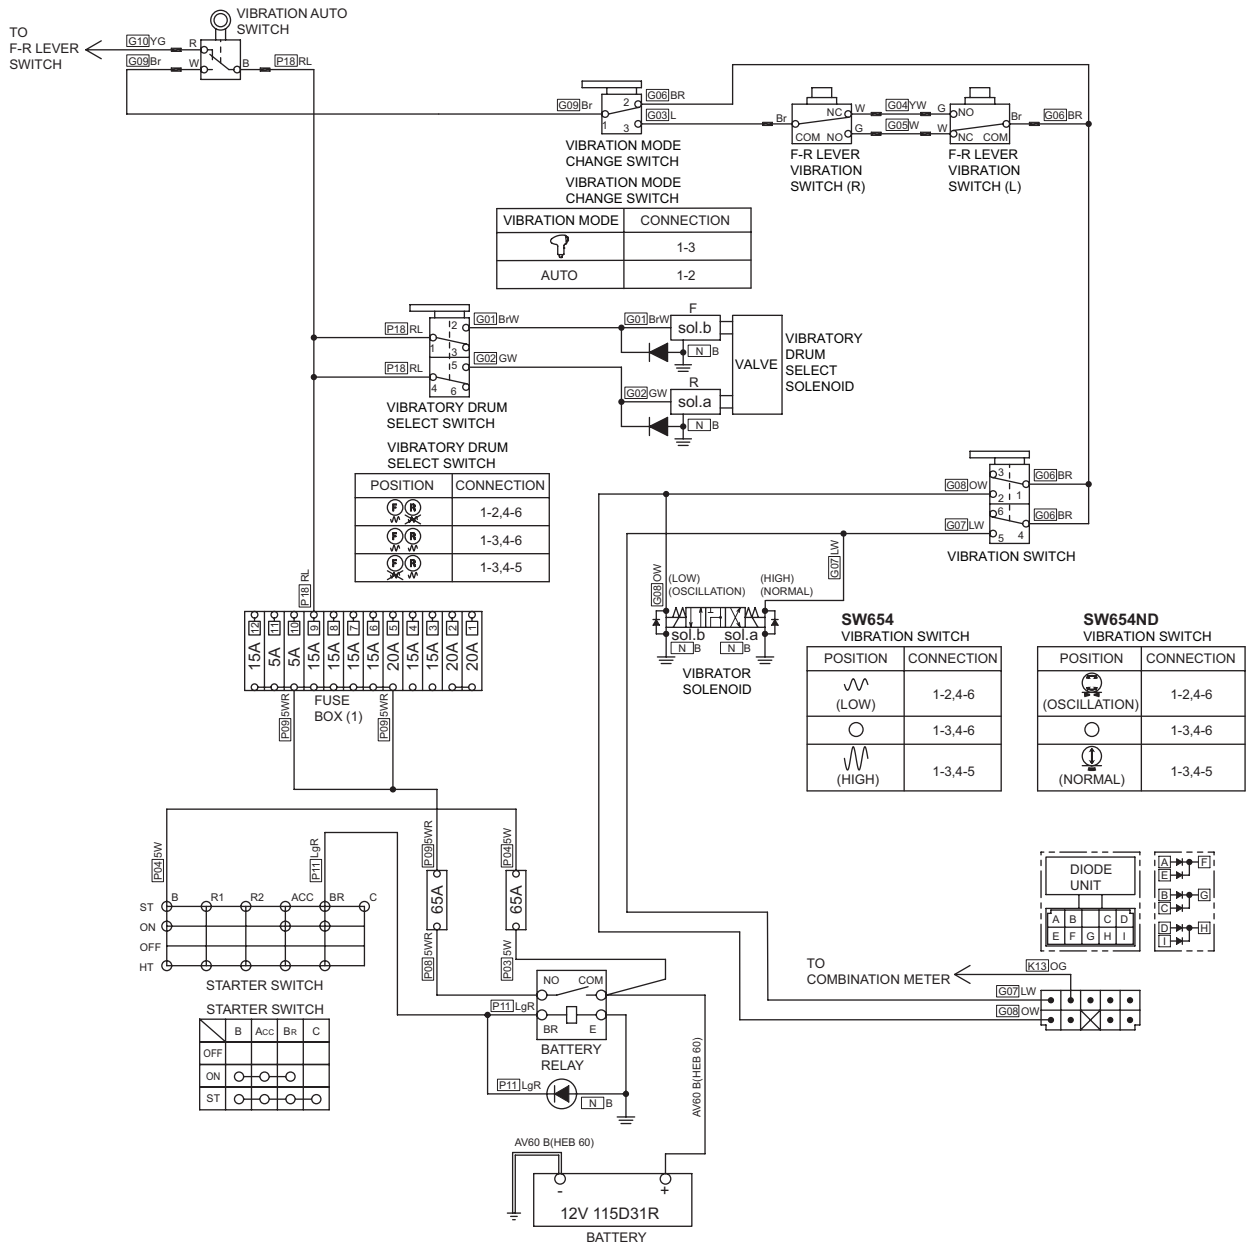 VIBRATION AUTO
SWITCH
TO
F-R LEVER
SWITCH
G10 YG
R
G09 Br
W
B
P18 RL
G09 Br
2
G06 BR
G03 L
1
3
VIBRATION MODE
CHANGE SWITCH
Br
NC
W
G04 YW
G
NO
Br
G06 BR
COM
NO
G
G05 W
W
NC
COM
F-R LEVER
VIBRATION
SWITCH (R)
F-R LEVER
VIBRATION
SWITCH (L)
VIBRATION MODE
CHANGE SWITCH
VIBRATION MODE
CONNECTION
1-3
AUTO
1-2
P18 RL
2
G01 BrW
1
3
P18 RL
5
G02 GW
4
6
VIBRATORY DRUM
SELECT SWITCH
F
G01 BrW
sol.b
N B
R
G02 GW
sol.a
N B
VALVE
VIBRATORY
DRUM
SELECT
SOLENOID
VIBRATORY DRUM
SELECT SWITCH
POSITION
CONNECTION
F R
1-2,4-6
F R
1-3,4-6
F R
1-3,4-5
3
G06 BR
G08 OW
2
1
6
G06 BR
G07 LW
5
4
VIBRATION SWITCH
G08 OW
(LOW)
(OSCILLATION)
(HIGH)
(NORMAL)
G07 LW
sol.b
sol.a
N B
N B
VIBRATOR
SOLENOID
SW654
VIBRATION SWITCH
POSITION
CONNECTION
(LOW)
1-2,4-6
1-3,4-6
(HIGH)
1-3,4-5
SW654ND
VIBRATION SWITCH
POSITION
CONNECTION
(OSCILLATION)
1-2,4-6
1-3,4-6
(NORMAL)
1-3,4-5
P18 RL
12 11 10 9 8 7 6 5 4 3 2 1
15A 5A 5A 15A 15A 15A 15A 20A 15A 15A 20A 20A
FUSE
BOX (1)
P09 5WR
P09 5WR
P04 5W
P11 LgR
P09 5WR
P04 5W
65A
65A
P08 5WR
P03 5W
B R1 R2 ACC BR C
ST
ON
OFF
HT
STARTER SWITCH
STARTER SWITCH
B ACC BR C
OFF
ON
ST
NO
COM
P11 LgR
BR
E
BATTERY
RELAY
P11 LgR
N B
AV60 B(HEB 60)
AV60 B(HEB 60)
-
+
12V 115D31R
BATTERY
DIODE
UNIT
A B C D
E F G H I
A
F
E
B
G
C
D
H
I
TO
COMBINATION METER
K13 OG
G07 LW
G08 OW